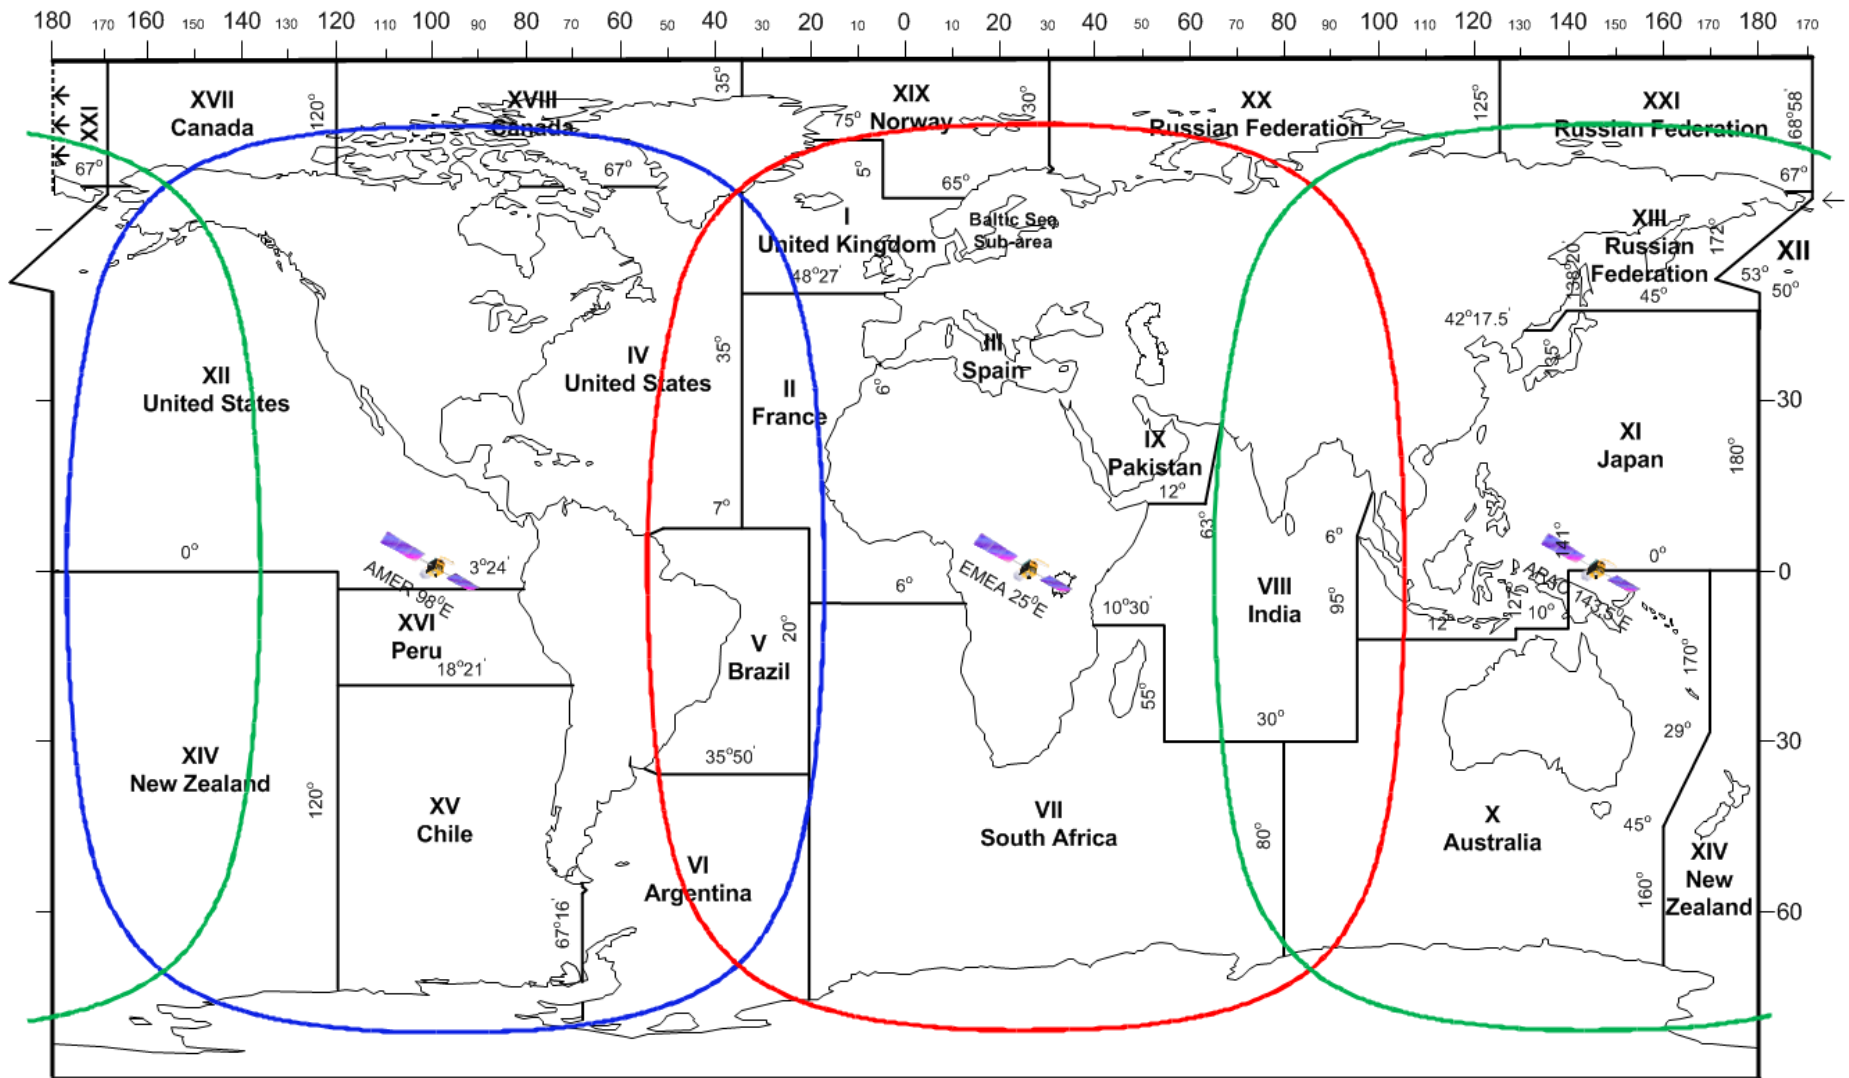 180 170 160 150 140 130 120 110 100 90 80 70 60 50 40 30 20 10 0 10 20 30 40 50 60 70 80 90 100 110 120 130 140 150 160 170 180 170
XXI
67°
XVII
Canada
120°
XVIII
Canada
67°
35°
XIX
Norway
75°
30°
5°
65°
XX
Russian Federation
125°
XXI
Russian Federation
168°58'
67°
I
United Kingdom
48°27'
Baltic Sea
Sub-area
XIII
Russian
Federation
172°
138°20'
45°
XII
53°
50°
42°17.5'
135°
XII
United States
IV
United States
35°
II
France
III
Spain
6°
30
XI
Japan
180°
IX
Pakistan
12°
63°
7°
0°
AMER 98°E
3°24'
6°
EMEA 25°E
10°30'
VIII
India
6°
95°
141°
ARAC 143.5°E
0°
0
127°
10°
12
XVI
Peru
18°21'
V
Brazil
20°
35°50'
55°
30°
170°
29°
30
XIV
New Zealand
120°
XV
Chile
VII
South Africa
80°
X
Australia
45°
VI
Argentina
67°16'
160°
XIV
New
Zealand
60